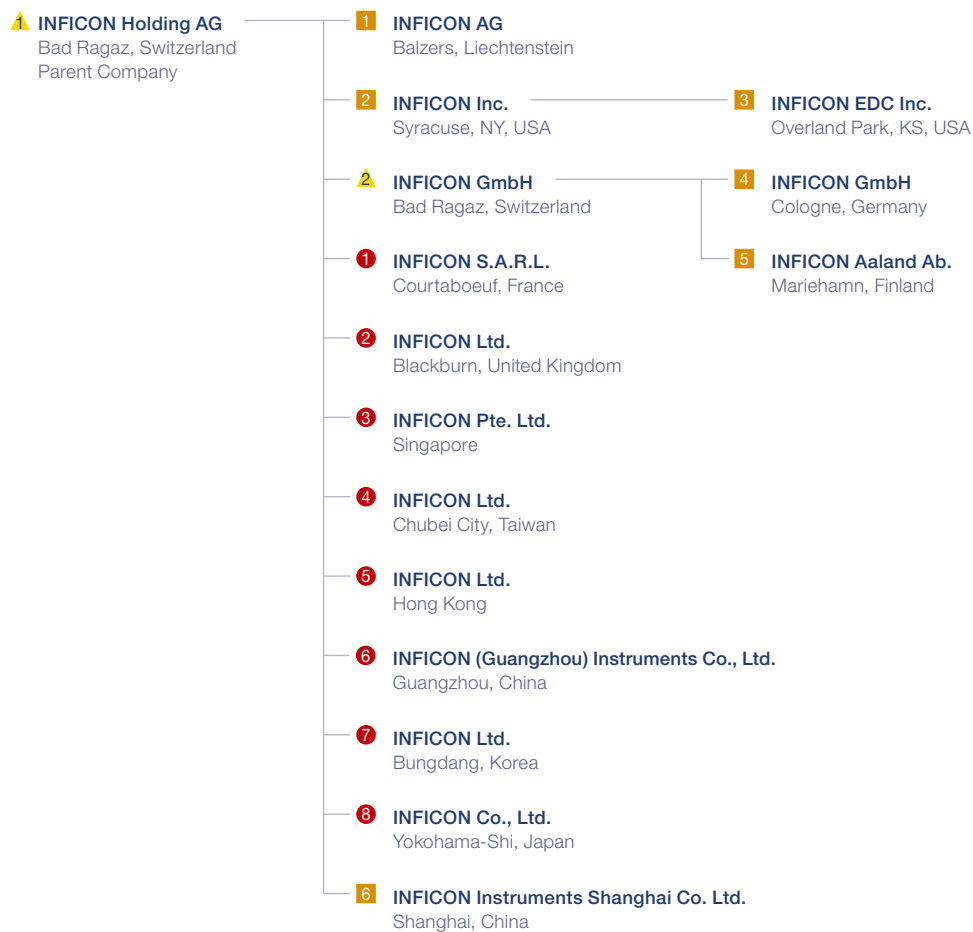 1 INFICON Holding AG
Bad Ragaz, Switzerland
Parent Company
1 INFICON AG
Balzers, Liechtenstein
2 INFICON Inc.
Syracuse, NY, USA
3 INFICON EDC Inc.
Overland Park, KS, USA
2 INFICON GmbH
Bad Ragaz, Switzerland
4 INFICON GmbH
Cologne, Germany
5 INFICON Aaland Ab.
Mariehamn, Finland
1 INFICON S.A.R.L.
Courtaboeuf, France
2 INFICON Ltd.
Blackburn, United Kingdom
3 INFICON Pte. Ltd.
Singapore
4 INFICON Ltd.
Chubei City, Taiwan
5 INFICON Ltd.
Hong Kong
6 INFICON (Guangzhou) Instruments Co., Ltd.
Guangzhou, China
7 INFICON Ltd.
Bungdang, Korea
8 INFICON Co., Ltd.
Yokohama-Shi, Japan
6 INFICON Instruments Shanghai Co. Ltd.
Shanghai, China